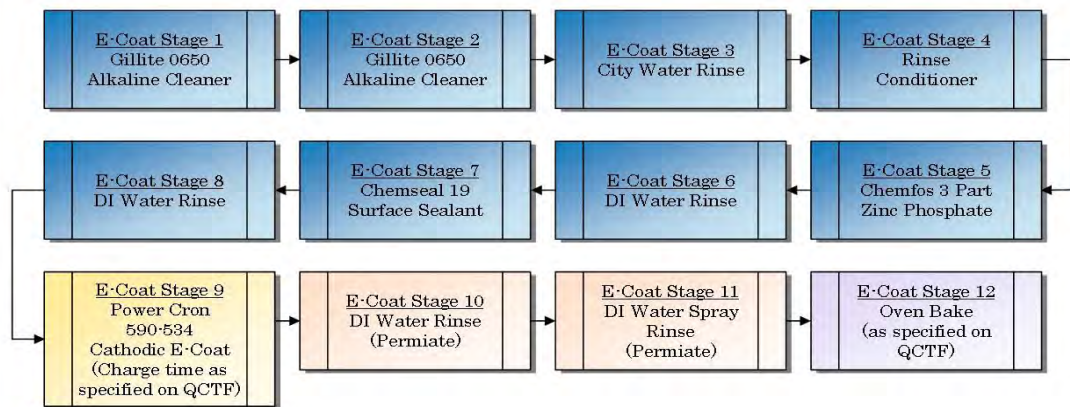 E-Coat Stage 1
Gillite 0650
Alkaline Cleaner
E-Coat Stage 2
Gillite 0650
Alkaline Cleaner
E-Coat Stage 3
City Water Rinse
E-Coat Stage 4
Rinse
Conditioner
E-Coat Stage 5
Chemfos 3 Part
Zinc Phosphate
E-Coat Stage 6
DI Water Rinse
E-Coat Stage 7
Chemseal 19
Surface Sealant
E-Coat Stage 8
DI Water Rinse
E-Coat Stage 9
Power Cron
590-534
Cathodic E-Coat
(Charge time as
specified on QCTF)
E-Coat Stage 10
DI Water Rinse
(Permiate)
E-Coat Stage 11
DI Water Spray
Rinse
(Permiate)
E-Coat Stage 12
Oven Bake
(as specified on
QCTF)